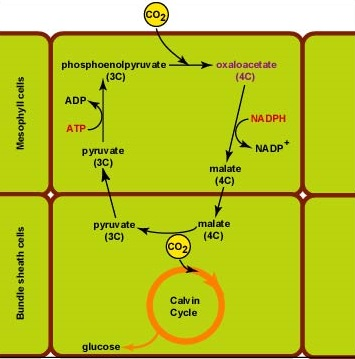 CO2
phosphoenolpyruvate
(3C)
oxaloacetate
(4C)
ADP
ATP
NADPH
NADP+
pyruvate
(3C)
malate
(4C)
Mesophyll cells
pyruvate
(3C)
malate
(4C)
CO2
Calvin
Cycle
glucose
Bundle sheath cells